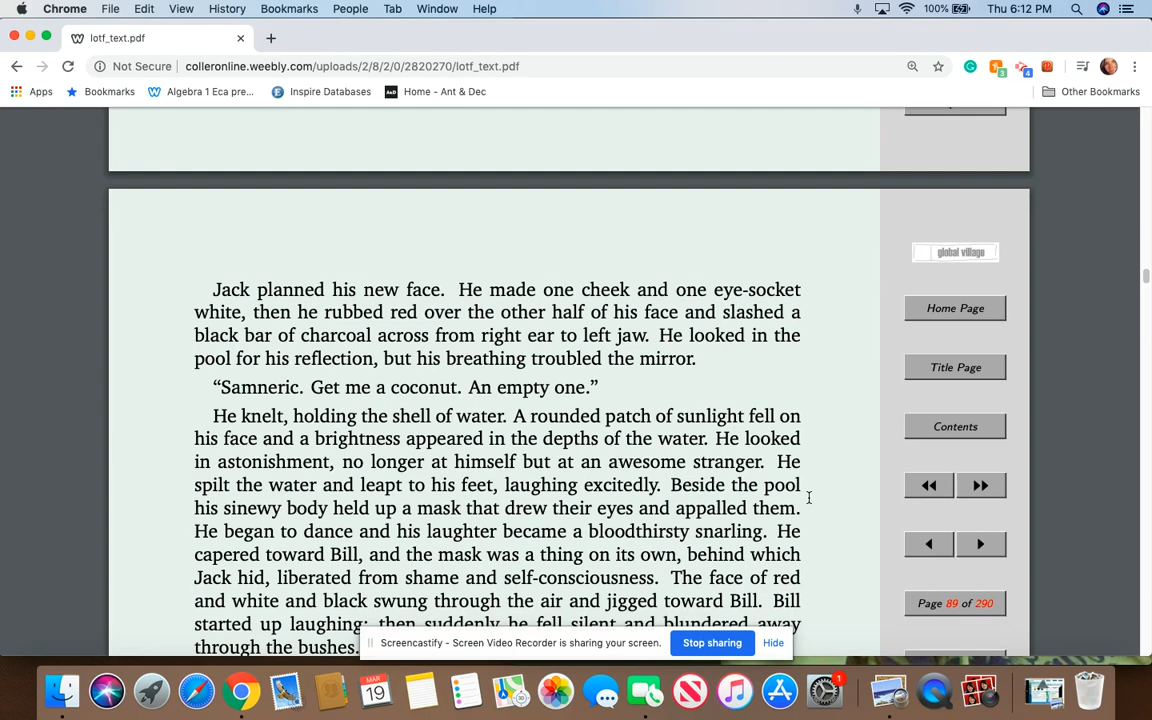 Chrome File Edit View History Bookmarks People Tab Window Help 100% Thu 6:12 PM
lotf_text.pdf
Not Secure colleronline.weebly.com/uploads/2/8/2/0/2820270/lotf_text.pdf 3 4
Apps Bookmarks Algebra 1 Eca pre... Inspire Databases Home - Ant & Dec Other Bookmarks
global village
Jack planned his new face. He made one cheek and one eye-socket
white, then he rubbed red over the other half of his face and slashed a
black bar of charcoal across from right ear to left jaw. He looked in the
pool for his reflection, but his breathing troubled the mirror.
“Samneric. Get me a coconut. An empty one.”
He knelt, holding the shell of water. A rounded patch of sunlight fell on
his face and a brightness appeared in the depths of the water. He looked
in astonishment, no longer at himself but at an awesome stranger. He
spilt the water and leapt to his feet, laughing excitedly. Beside the pool
his sinewy body held up a mask that drew their eyes and appalled them.
He began to dance and his laughter became a bloodthirsty snarling. He
capered toward Bill, and the mask was a thing on its own, behind which
Jack hid, liberated from shame and self-consciousness. The face of red
and white and black swung through the air and jigged toward Bill. Bill
started up laughing; then suddenly he fell silent and blundered away
through the bushes.
Home Page
Title Page
Contents
Page 89 of 290
Screencastify - Screen Video Recorder is sharing your screen. Stop sharing Hide
MAR
19
1